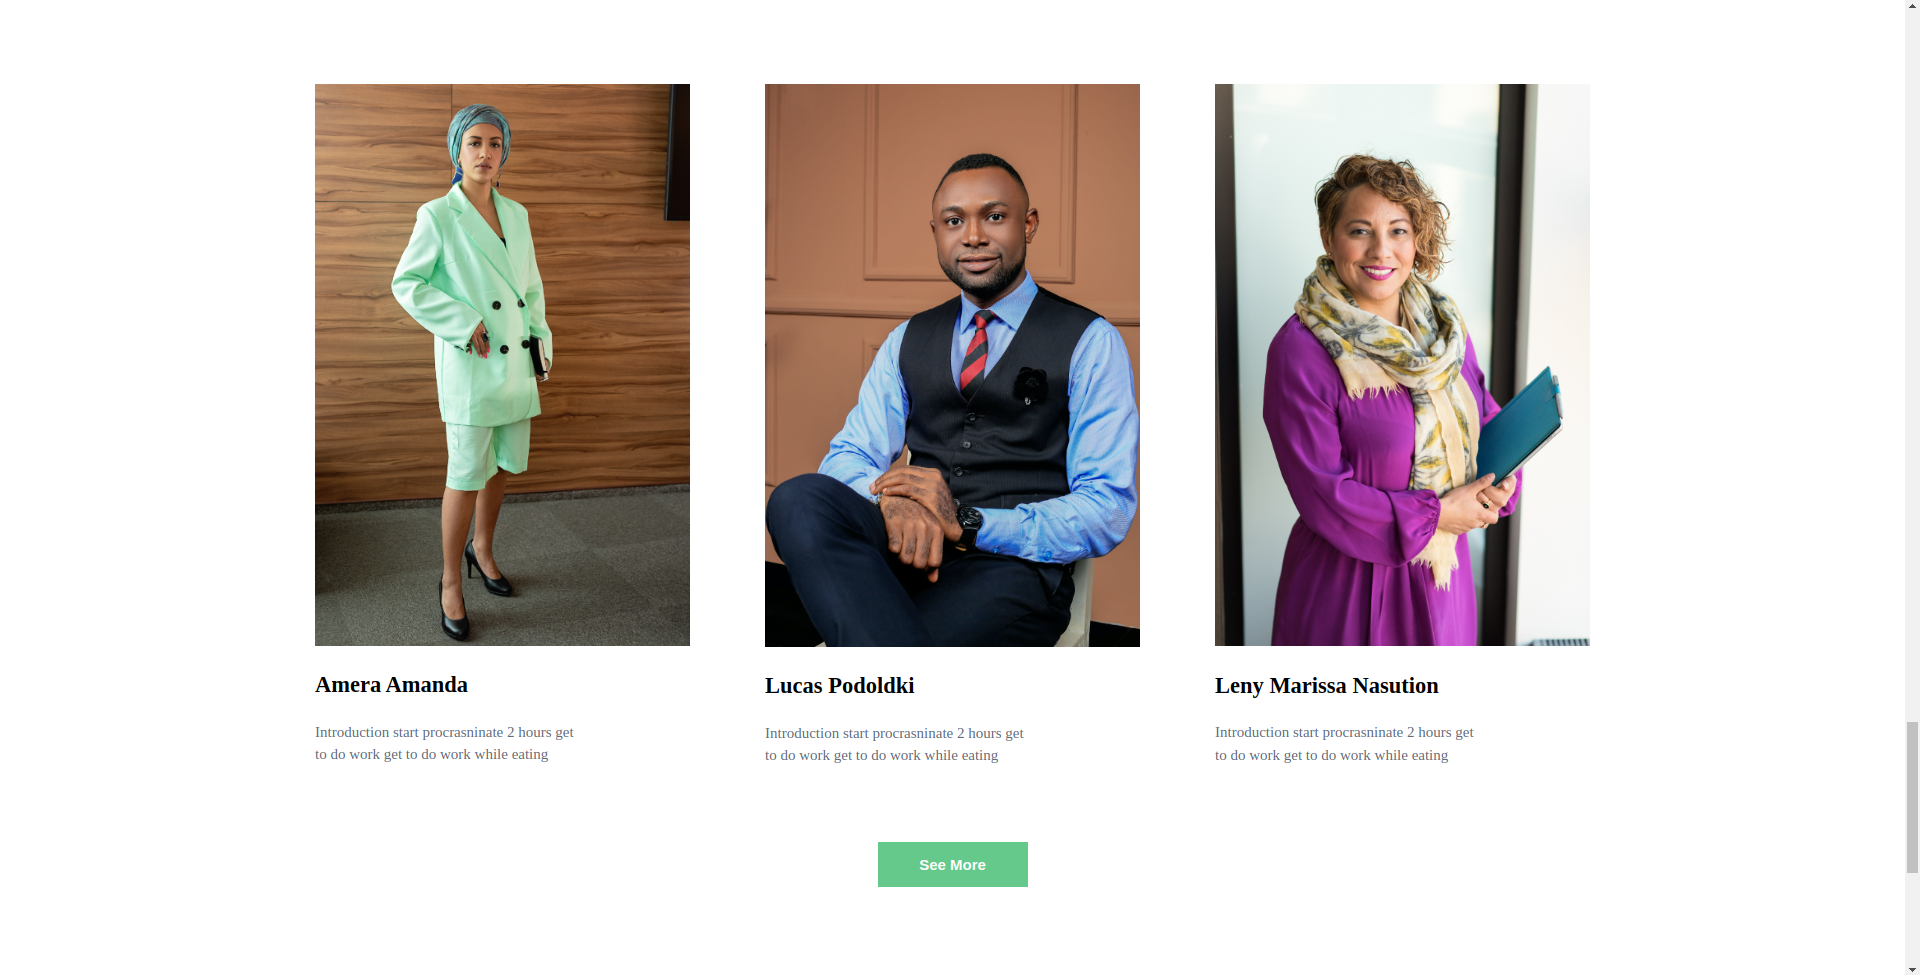 Amera Amanda
Introduction start procrasninate 2 hours get
to do work get to do work while eating
Lucas Podoldki
Introduction start procrasninate 2 hours get
to do work get to do work while eating
Leny Marissa Nasution
Introduction start procrasninate 2 hours get
to do work get to do work while eating
See More